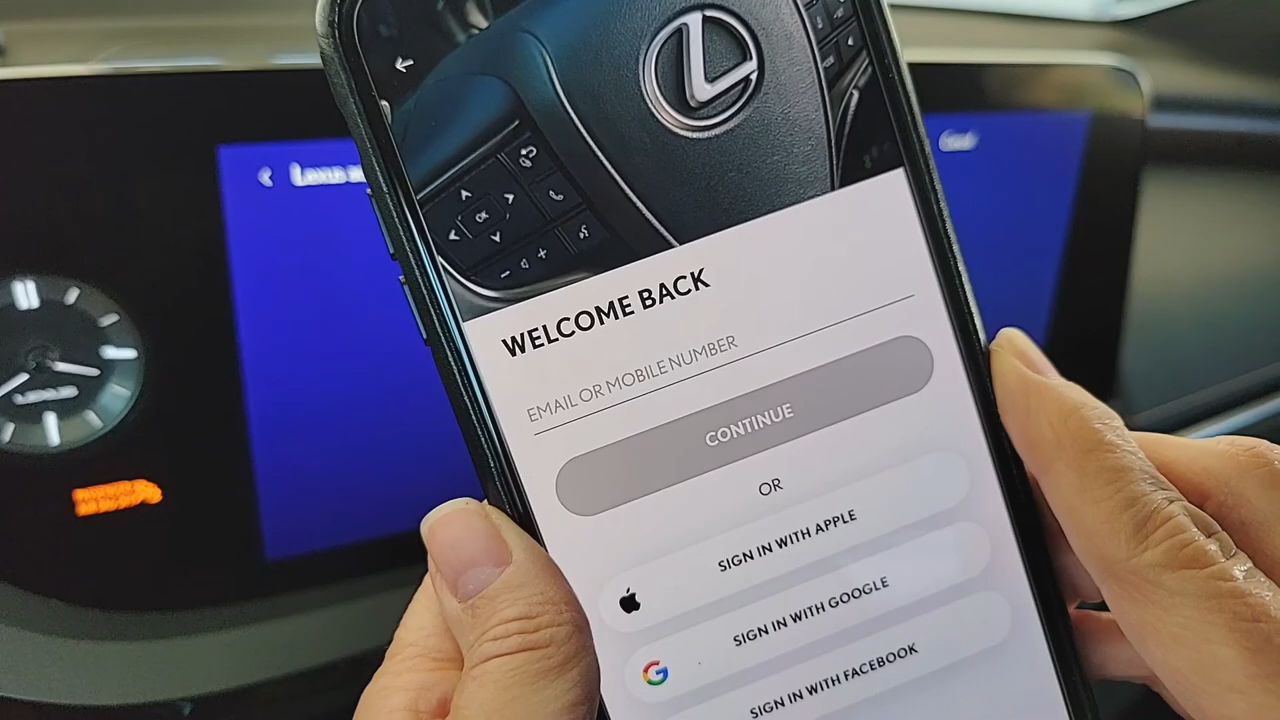 OK
WELCOME BACK
EMAIL OR MOBILE NUMBER
CONTINUE
OR
SIGN IN WITH APPLE
SIGN IN WITH GOOGLE
SIGN IN WITH FACEBOOK